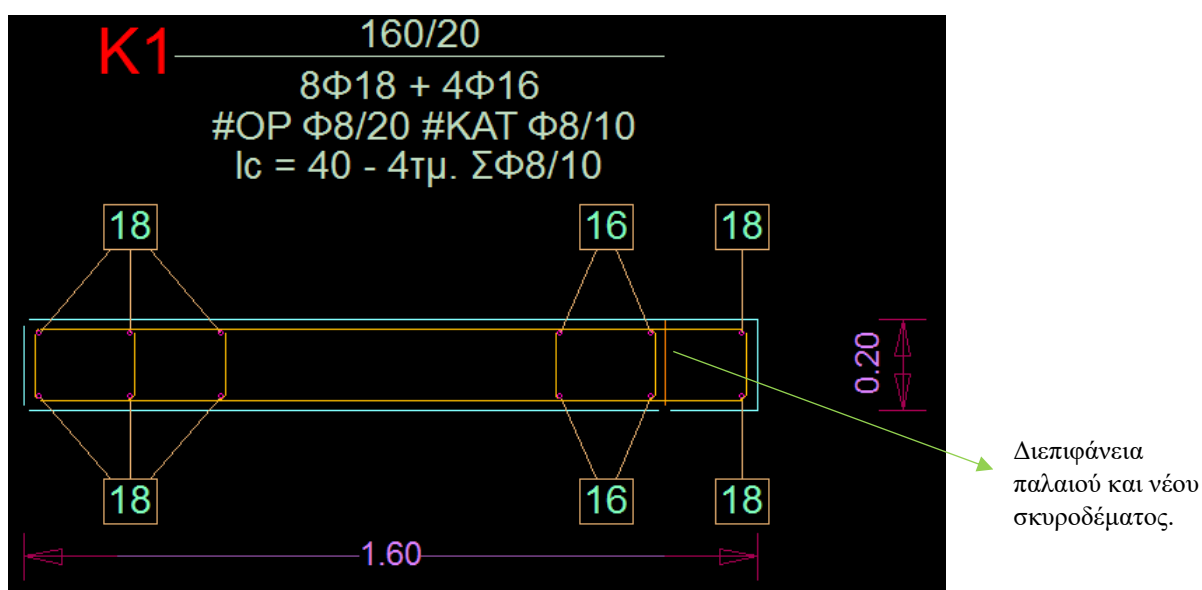 K1
160/20
8Φ18 + 4Φ16
#ΟΡ Φ8/20 #ΚΑΤ Φ8/10
lc = 40 - 4τμ. ΣΦ8/10
18 16 18
0.20
18 16 18
1.60
Διεπιφάνεια
παλαιού και νέου
σκυροδέματος.